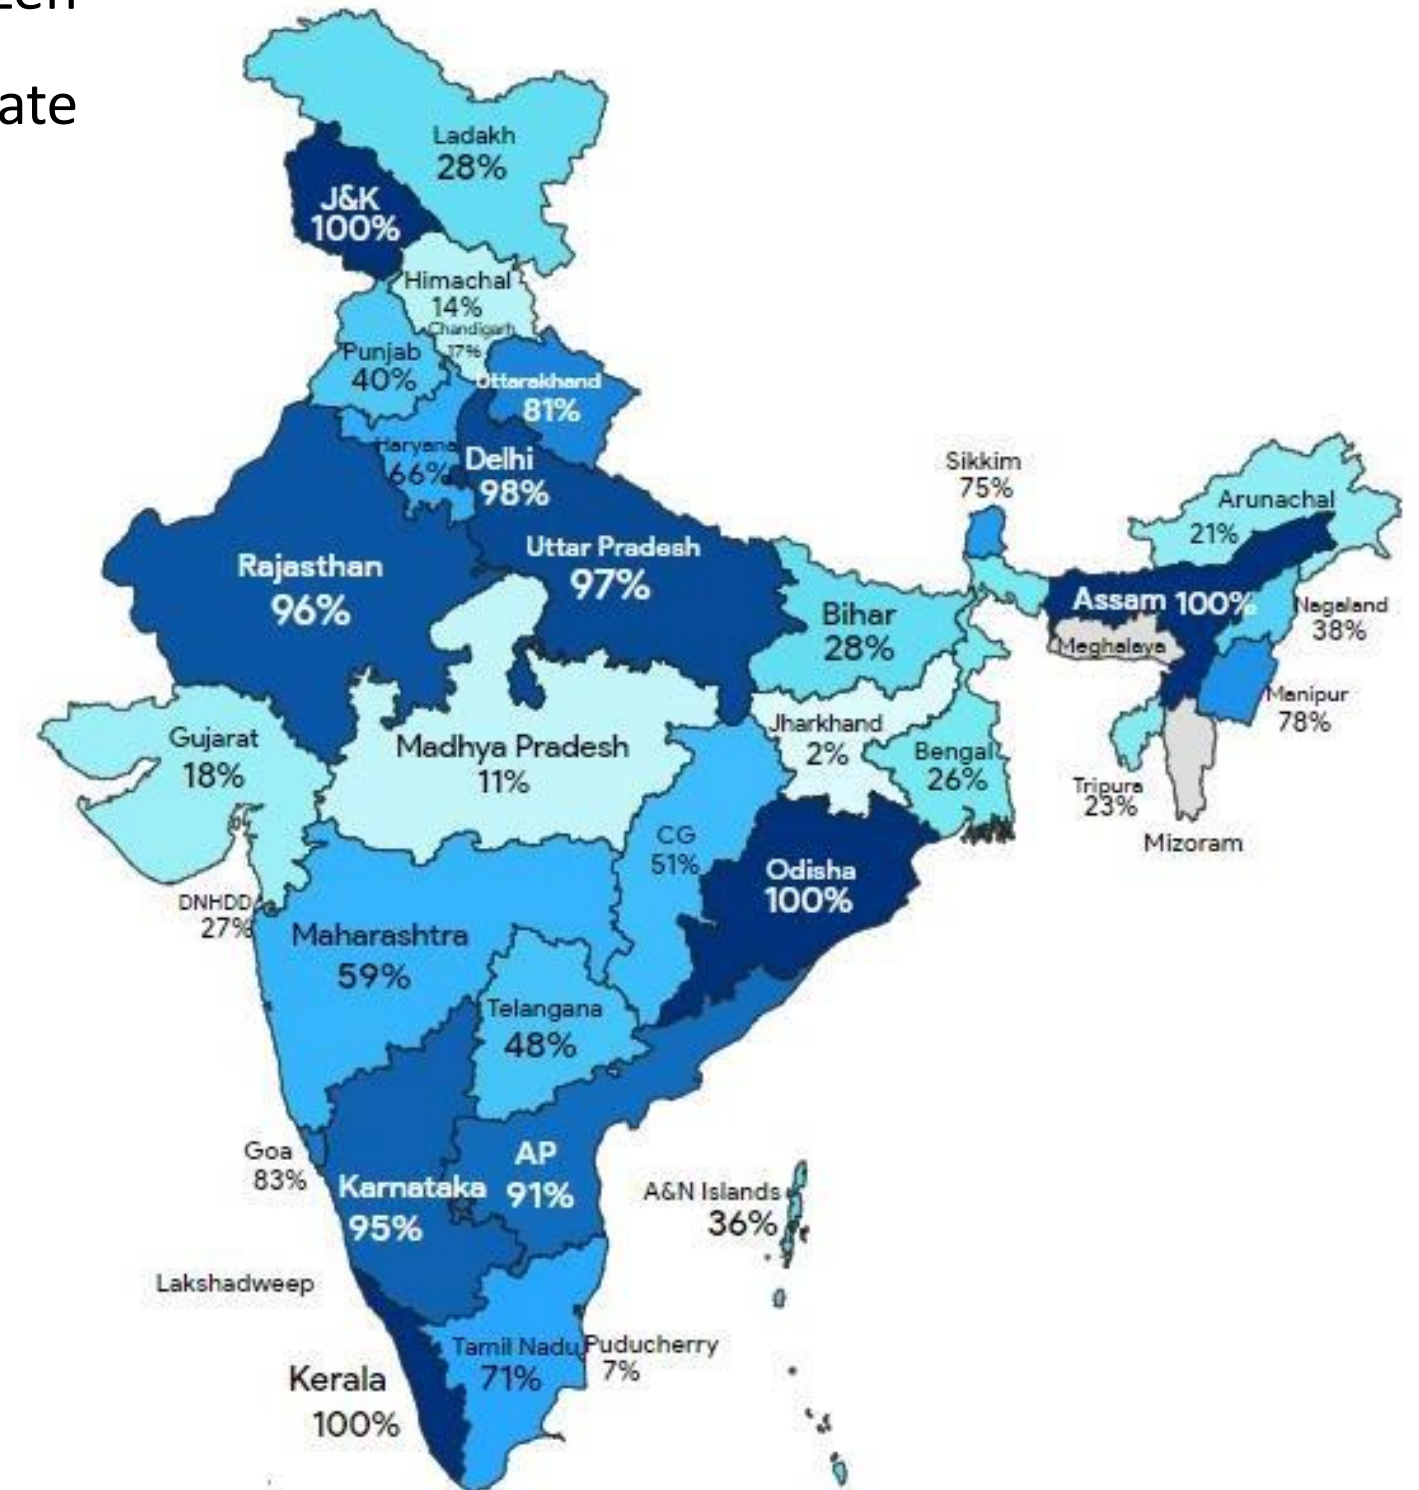 ate
Ladakh
28%
J&K
100%
Himachal
14%
Chandigarh
17%
Punjab
40%
Uttarakhand
81%
Haryana
66%
Delhi
98%
Sikkim
75%
Arunachal
21%
Rajasthan
96%
Uttar Pradesh
97%
Bihar
28%
Assam 100%
Nagaland
38%
Meghalaya
Manipur
78%
Gujarat
18%
Madhya Pradesh
11%
Jharkhand
2%
Bengal
26%
Tripura
23%
Mizoram
CG
51%
Odisha
100%
DNHDD
27%
Maharashtra
59%
Telangana
48%
Goa
83%
Karnataka
95%
AP
91%
A&N Islands
36%
Lakshadweep
Tamil Nadu
71%
Puducherry
7%
Kerala
100%